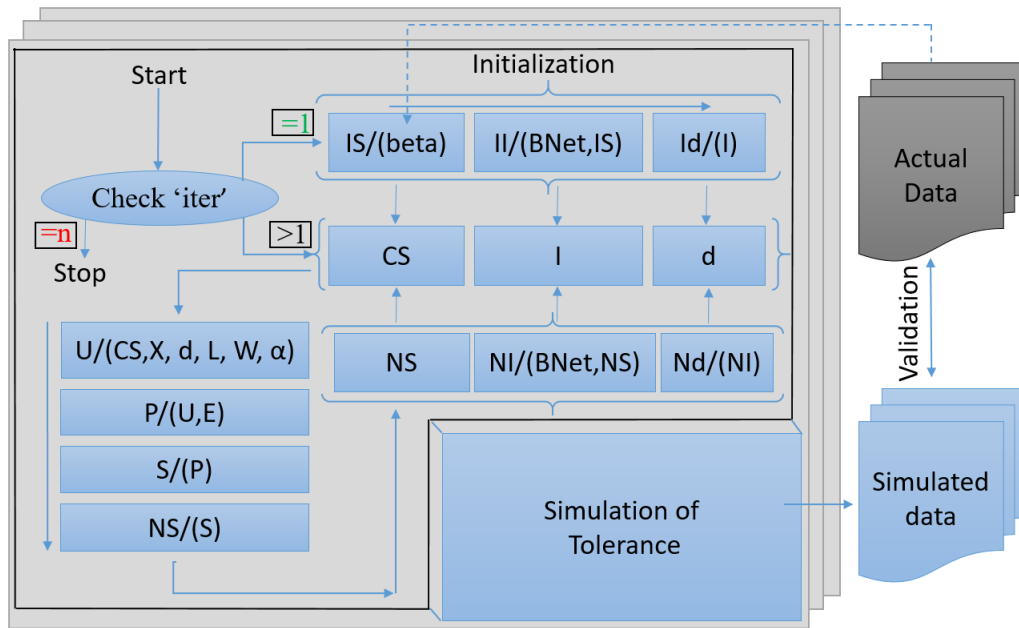 Start
Initialization
=1
IS/(beta)
II/(BNet,IS)
Id/(I)
Check ‘iter’
=n
Stop
>1
CS
I
d
U/(CS,X, d, L, W, α)
P/(U,E)
S/(P)
NS/(S)
NS
NI/(BNet,NS)
Nd/(NI)
Simulation of
Tolerance
Actual
Data
Validation
Simulated
data